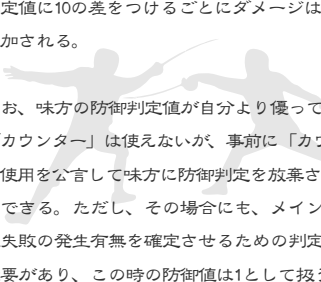 定値に10の差をつけるごとにダメージは
加される。
お、味方の防御判定値が自分より優って
「カウンター」は使えないが、事前に「カウ
使用を公言して味方に防御判定を放棄さ
できる。ただし、その場合にも、メイン
失敗の発生有無を確定させるための判定
要があり、この時の防御値は1として扱う